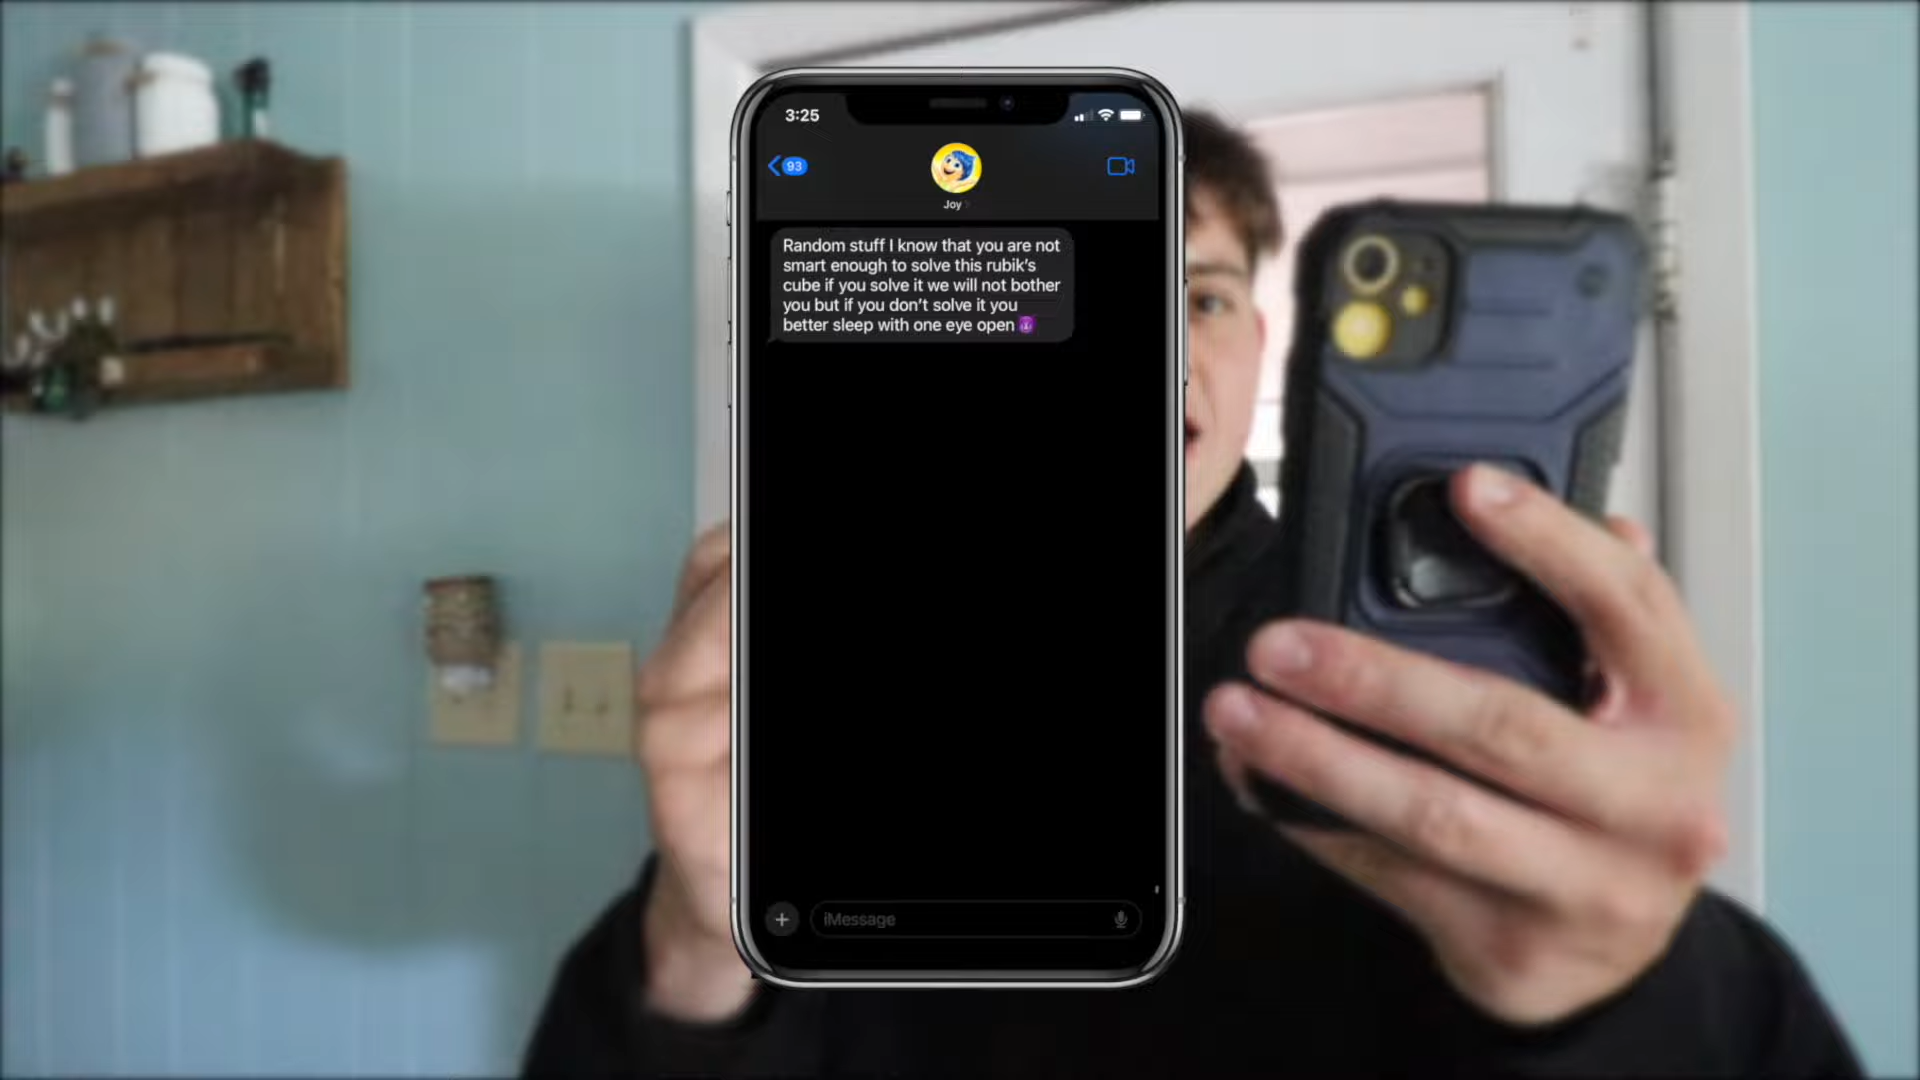 3:25
93
Joy
Random stuff I know that you are not
smart enough to solve this rubik's
cube if you solve it we will not bother
you but if you don't solve it you
better sleep with one eye open 😈
iMessage